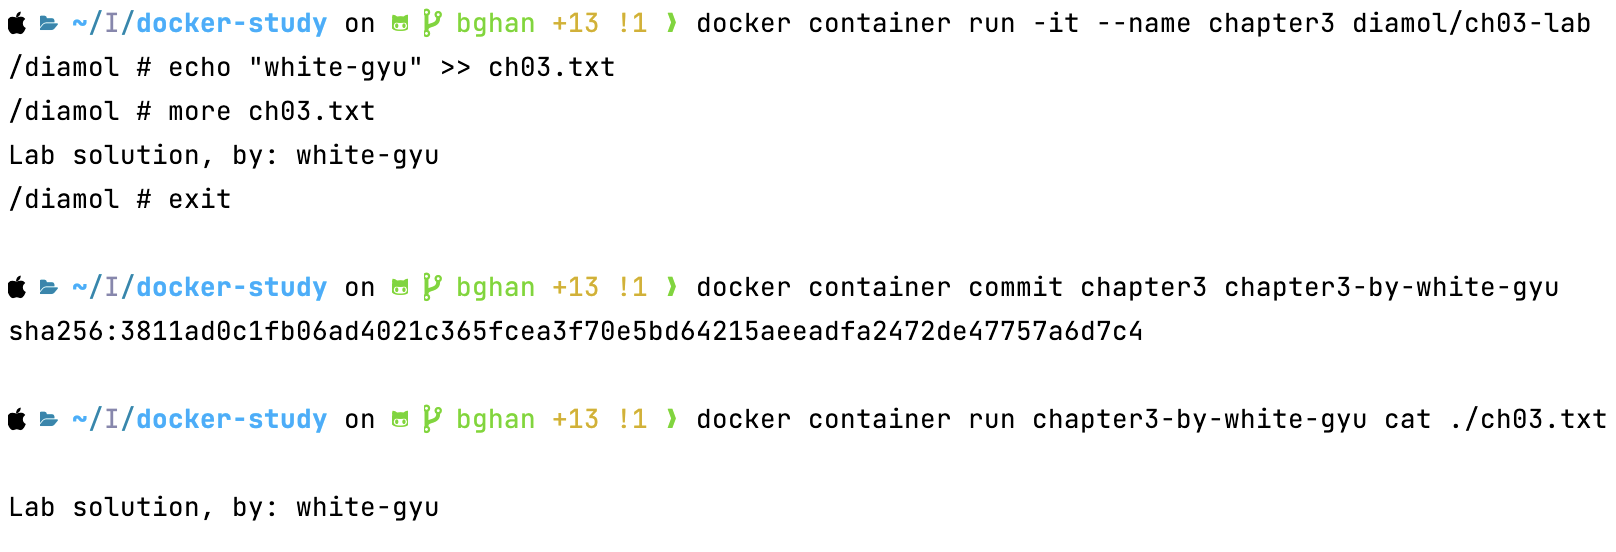 ~/I/docker-study on bghan +13 !1 ❯ docker container run -it --name chapter3 diamol/ch03-lab
/diamol # echo "white-gyu" >> ch03.txt
/diamol # more ch03.txt
Lab solution, by: white-gyu
/diamol # exit
~/I/docker-study on bghan +13 !1 ❯ docker container commit chapter3 chapter3-by-white-gyu
sha256:3811ad0c1fb06ad4021c365fcea3f70e5bd64215aeeadfa2472de47757a6d7c4
~/I/docker-study on bghan +13 !1 ❯ docker container run chapter3-by-white-gyu cat ./ch03.txt
Lab solution, by: white-gyu